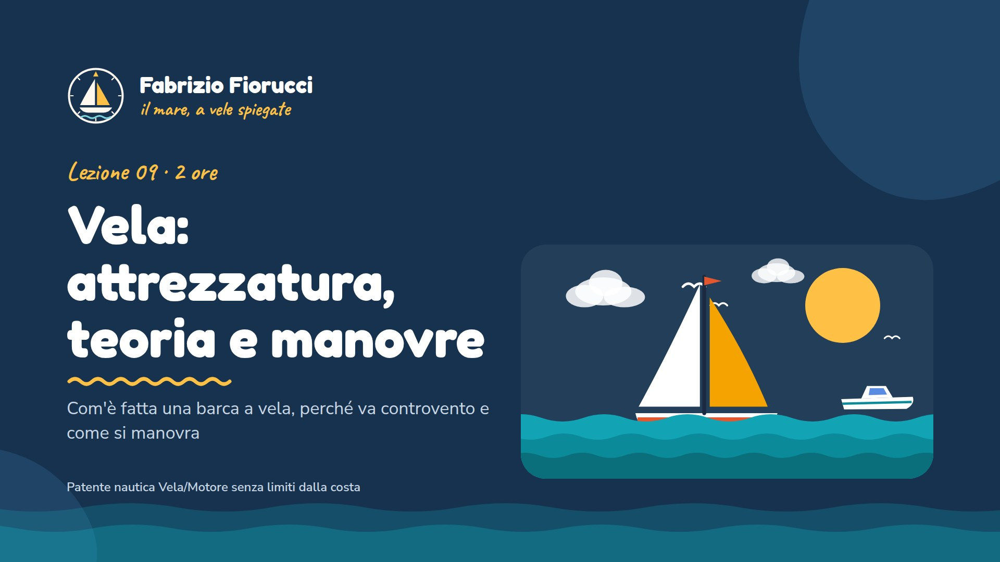 Fabrizio Fiorucci
il mare, a vele spiegate
Lezione 09 · 2 ore
Vela:
attrezzatura,
teoria e manovre
Com'è fatta una barca a vela, perché va controvento e
come si manovra
Patente nautica Vela/Motore senza limiti dalla costa